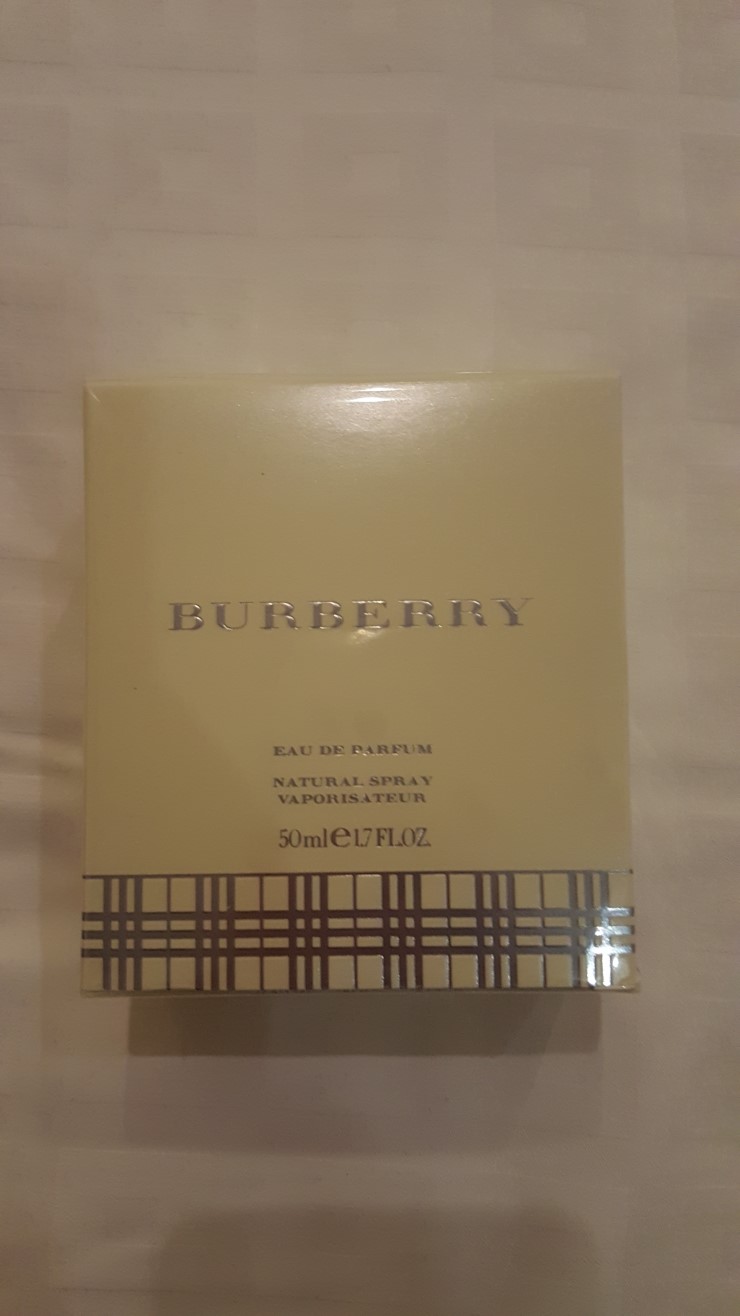 BURBERRY
EAU DE PARFUM
NATURAL SPRAY
VAPORISATEUR
50ml e 1.7 FL.OZ.